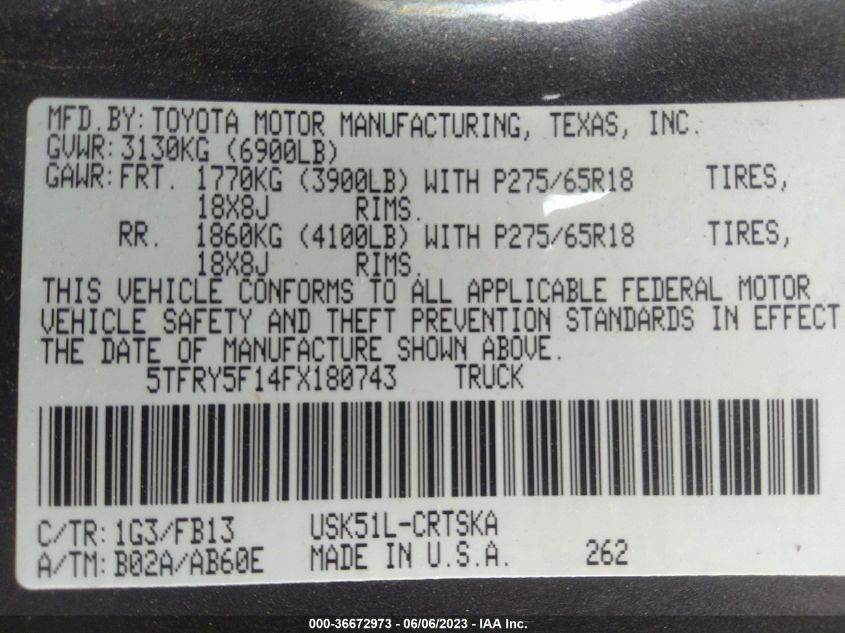 MFD.BY: TOYOTA MOTOR MANUFACTURING, TEXAS, INC.
GVWR: 3130KG (6900LB)
GAWR: FRT. 1770KG (3900LB) WITH P275/65R18 TIRES,
18X8J RIMS.
RR. 1860KG (4100LB) WITH P275/65R18 TIRES,
18X8J RIMS.
THIS VEHICLE CONFORMS TO ALL APPLICABLE FEDERAL MOTOR
VEHICLE SAFETY AND THEFT PREVENTION STANDARDS IN EFFECT
THE DATE OF MANUFACTURE SHOWN ABOVE.
5TFRY5F14FX180743 TRUCK
C/TR: 1G3/FB13 USK51L-CRTSKA
A/TM: B02A/AB60E MADE IN U.S.A. 262
000-36672973 - 06/06/2023 - IAA Inc.